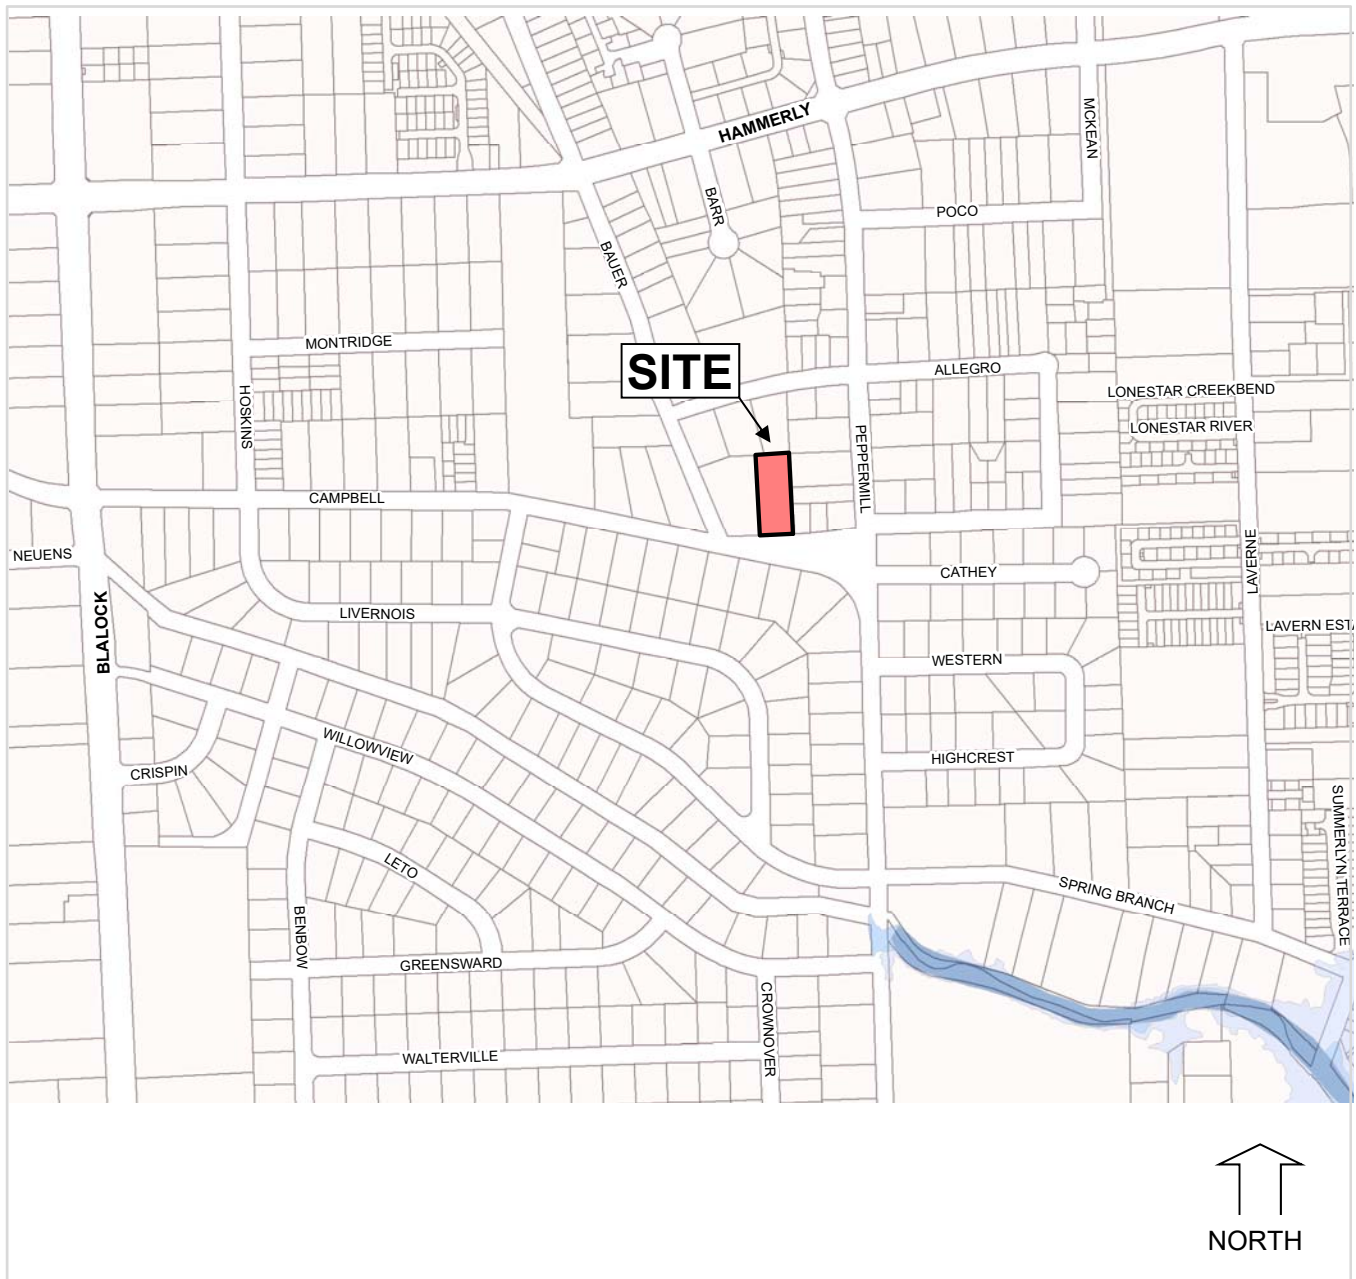 HAMMERLY
MCKEAN
BARR
POCO
BAUER
MONTRIDGE
SITE
ALLEGRO
HOSKINS
LONESTAR CREEKBEND
LONESTAR RIVER
PEPPERMILL
CAMPBELL
NEUENS
CATHEY
LAVERNE
BLALOCK
LIVERNOIS
LAVERN EST
WESTERN
WILLOWVIEW
HIGHCREST
CRISPIN
SUMMERLYN TERRACE
LETO
SPRING BRANCH
BENBOW
GREENSWARD
CROWNOVER
WALTERVILLE
NORTH